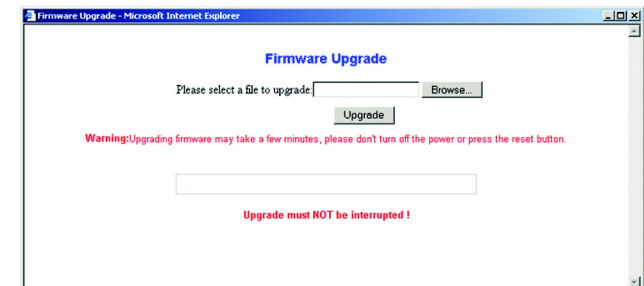 Firmware Upgrade - Microsoft Internet Explorer
Firmware Upgrade
Please select a file to upgrade: Browse...
Upgrade
Warning:Upgrading firmware may take a few minutes, please don't turn off the power or press the reset button.
Upgrade must NOT be interrupted !